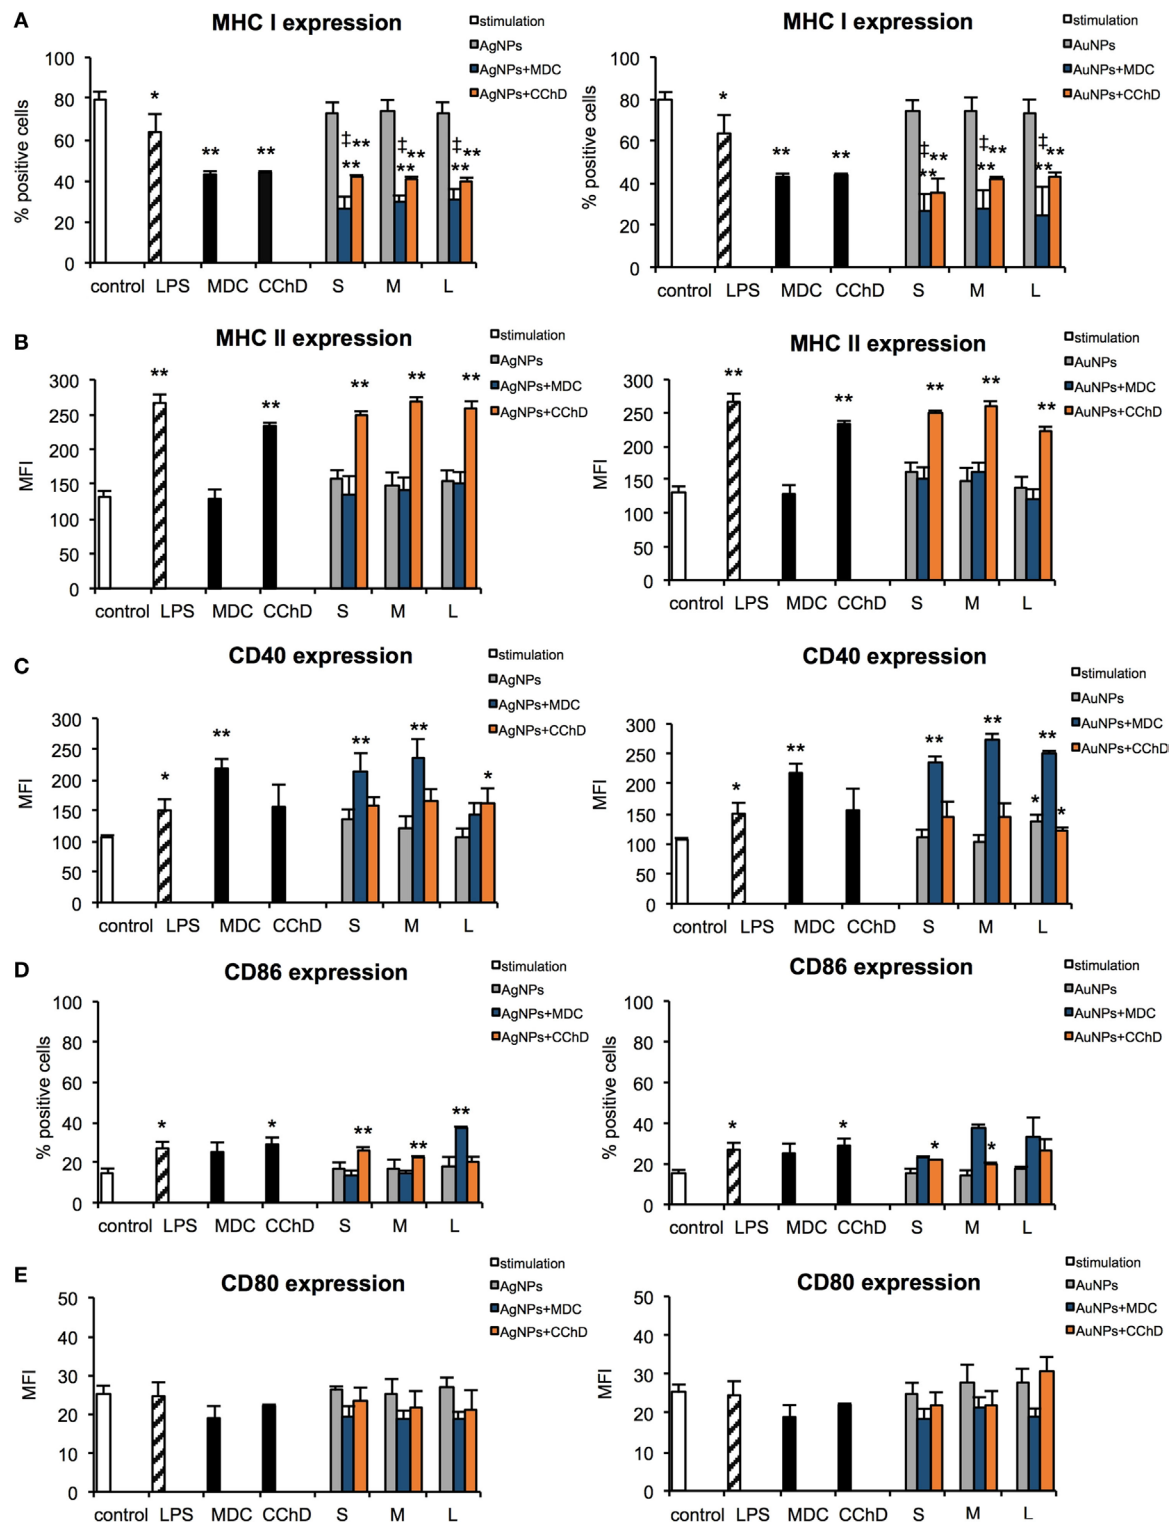 A
MHC I expression
stimulation
AgNPs
AgNPs+MDC
AgNPs+CChD
% positive cells
100
80
60
40
20
0
*
**
**
‡**
**
‡**
**
‡**
**
control LPS MDC CChD S M L
MHC I expression
stimulation
AuNPs
AuNPs+MDC
AuNPs+CChD
% positive cells
100
80
60
40
20
0
*
**
**
‡**
**
‡**
**
‡**
**
control LPS MDC CChD S M L
B
MHC II expression
stimulation
AgNPs
AgNPs+MDC
AgNPs+CChD
MFI
300
250
200
150
100
50
0
**
**
**
**
**
control LPS MDC CChD S M L
MHC II expression
stimulation
AuNPs
AuNPs+MDC
AuNPs+CChD
MFI
300
250
200
150
100
50
0
**
**
**
**
**
control LPS MDC CChD S M L
C
CD40 expression
stimulation
AgNPs
AgNPs+MDC
AgNPs+CChD
MFI
300
250
200
150
100
50
0
*
**
**
**
*
control LPS MDC CChD S M L
CD40 expression
stimulation
AuNPs
AuNPs+MDC
AuNPs+CChD
MFI
300
250
200
150
100
50
0
*
**
**
**
*
**
*
control LPS MDC CChD S M L
D
CD86 expression
stimulation
AgNPs
AgNPs+MDC
AgNPs+CChD
% positive cells
100
80
60
40
20
0
*
*
**
**
**
control LPS MDC CChD S M L
CD86 expression
stimulation
AuNPs
AuNPs+MDC
AuNPs+CChD
% positive cells
100
80
60
40
20
0
*
*
*
*
control LPS MDC CChD S M L
E
CD80 expression
stimulation
AgNPs
AgNPs+MDC
AgNPs+CChD
MFI
50
40
30
20
10
0
control LPS MDC CChD S M L
CD80 expression
stimulation
AuNPs
AuNPs+MDC
AuNPs+CChD
MFI
50
40
30
20
10
0
control LPS MDC CChD S M L